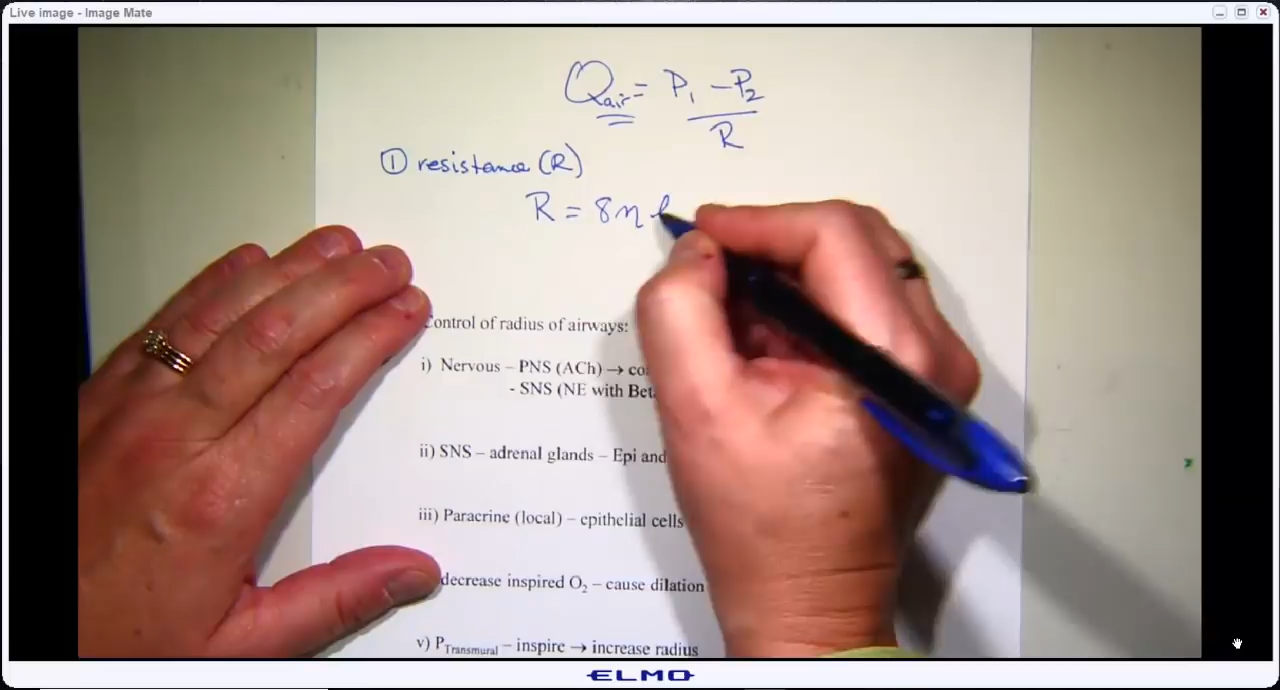 Live image - Image Mate
Qair = P1 - P2
R
① resistance (R)
R = 8η l
Control of radius of airways:
i) Nervous – PNS (ACh) →
- SNS (NE with
ii) SNS – adrenal glands – Epi and
iii) Paracrine (local) – epithelial cells
decrease inspired O2 – cause dilation
v) PTransmural – inspire → increase radius
ELMO